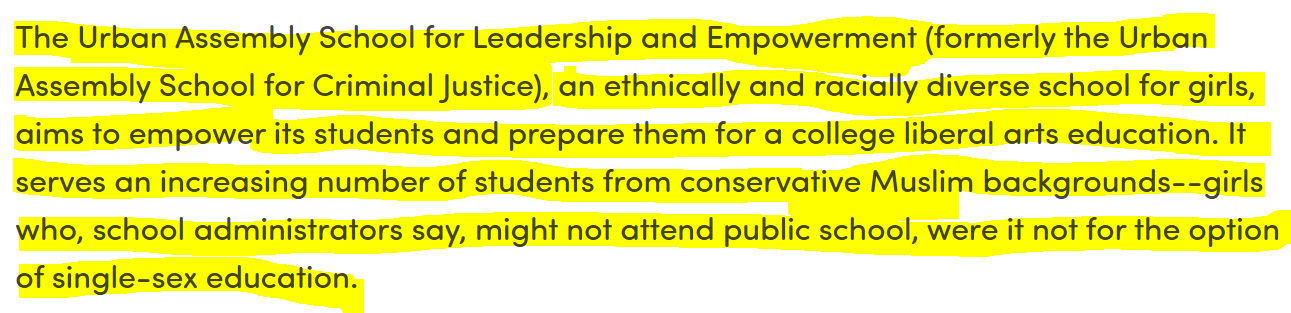 The Urban Assembly School for Leadership and Empowerment (formerly the Urban
Assembly School for Criminal Justice), an ethnically and racially diverse school for girls,
aims to empower its students and prepare them for a college liberal arts education. It
serves an increasing number of students from conservative Muslim backgrounds--girls
who, school administrators say, might not attend public school, were it not for the option
of single-sex education.